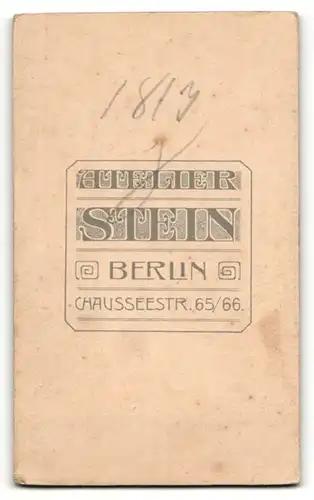 1813
ATELIER
STEIN
BERLIN
CHAUSSEESTR. 65/66.